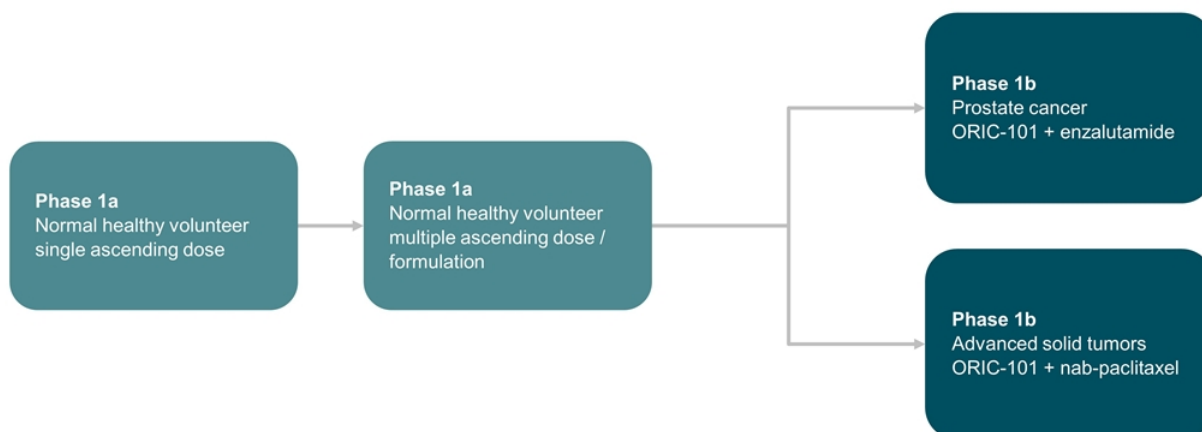 Phase 1a
Normal healthy volunteer
single ascending dose
Phase 1a
Normal healthy volunteer
multiple ascending dose /
formulation
Phase 1b
Prostate cancer
ORIC-101 + enzalutamide
Phase 1b
Advanced solid tumors
ORIC-101 + nab-paclitaxel